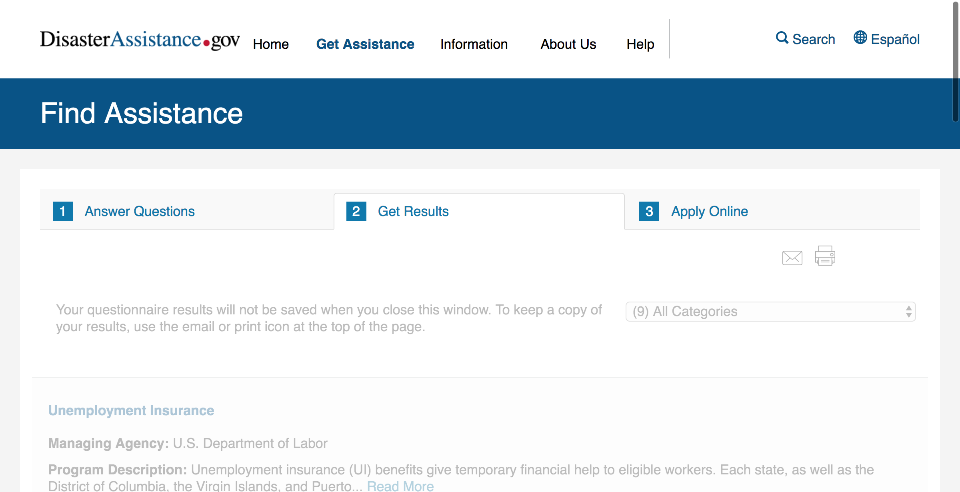 DisasterAssistance.gov
Home Get Assistance Information About Us Help
Search Español
Find Assistance
1 Answer Questions
2 Get Results
3 Apply Online
Your questionnaire results will not be saved when you close this window. To keep a copy of
your results, use the email or print icon at the top of the page.
(9) All Categories
Unemployment Insurance
Managing Agency: U.S. Department of Labor
Program Description: Unemployment insurance (UI) benefits give temporary financial help to eligible workers. Each state, as well as the
District of Columbia, the Virgin Islands, and Puerto... Read More